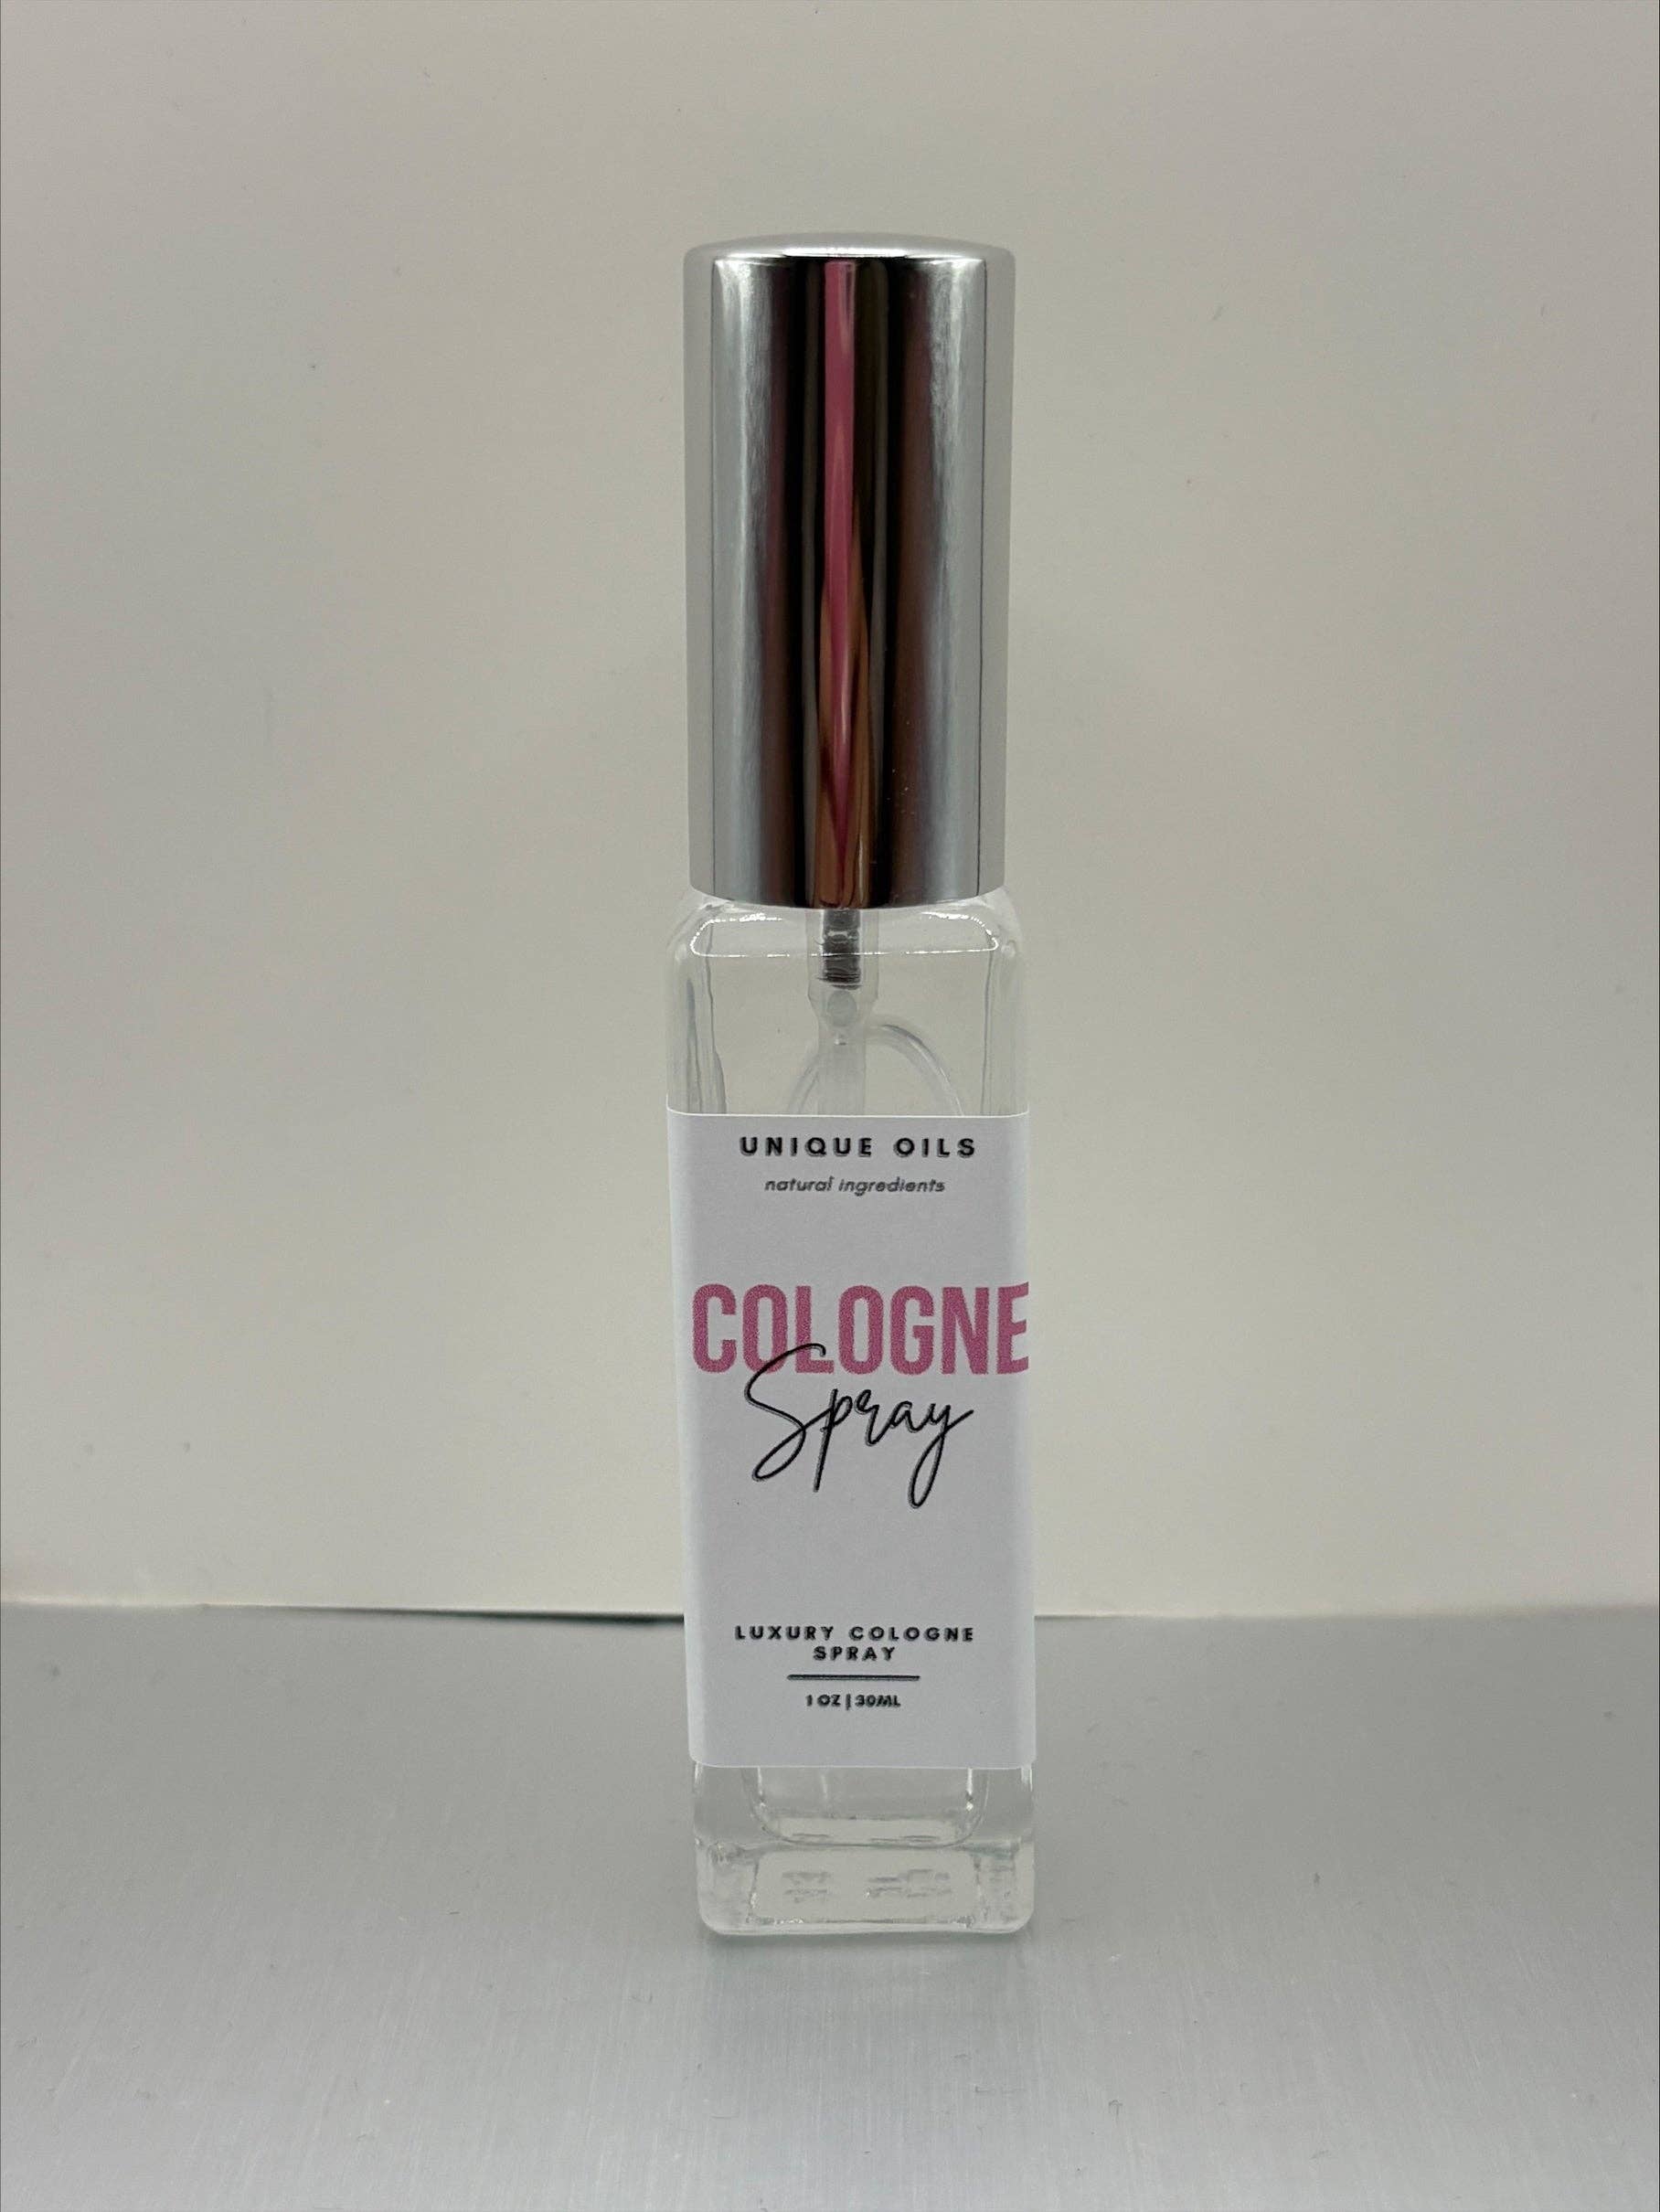 UNIQUE OILS
natural ingredients
COLOGNE
Spray
LUXURY COLOGNE
SPRAY
1 OZ | 30ML